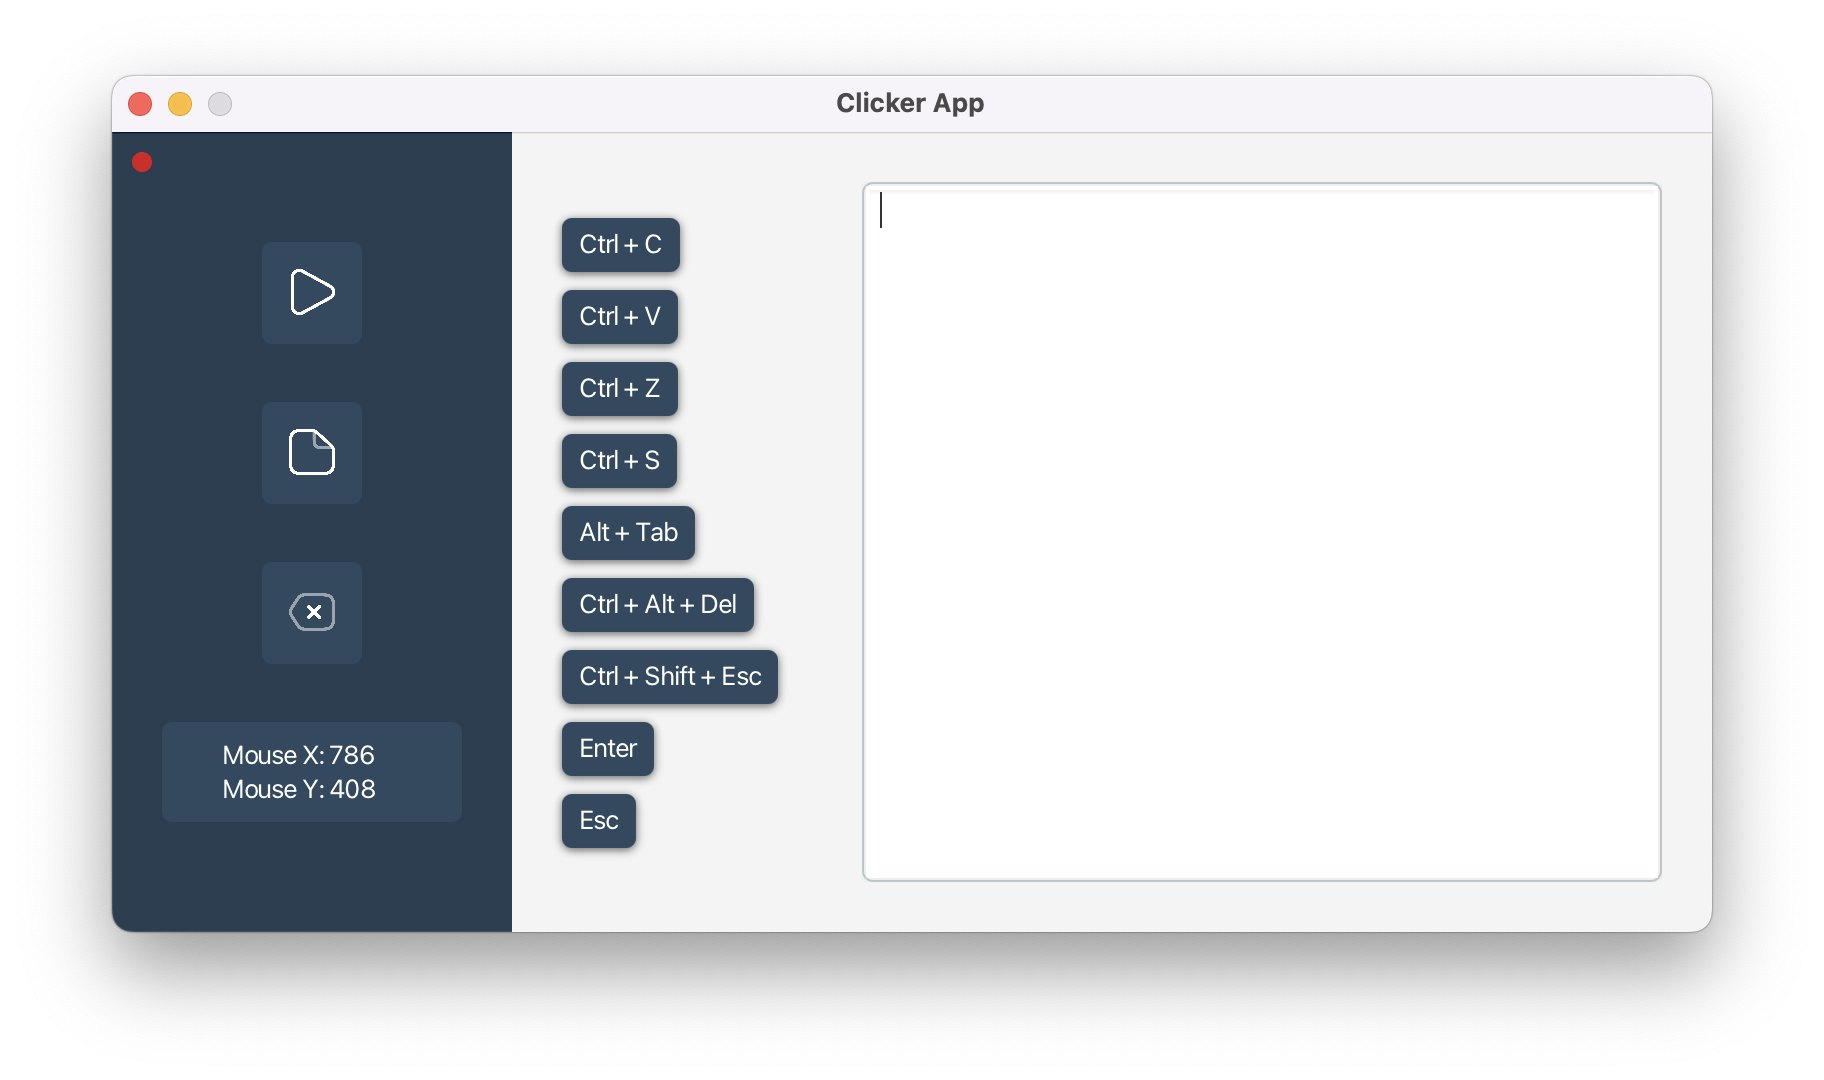 Clicker App
Mouse X: 786
Mouse Y: 408
Ctrl + C
Ctrl + V
Ctrl + Z
Ctrl + S
Alt + Tab
Ctrl + Alt + Del
Ctrl + Shift + Esc
Enter
Esc